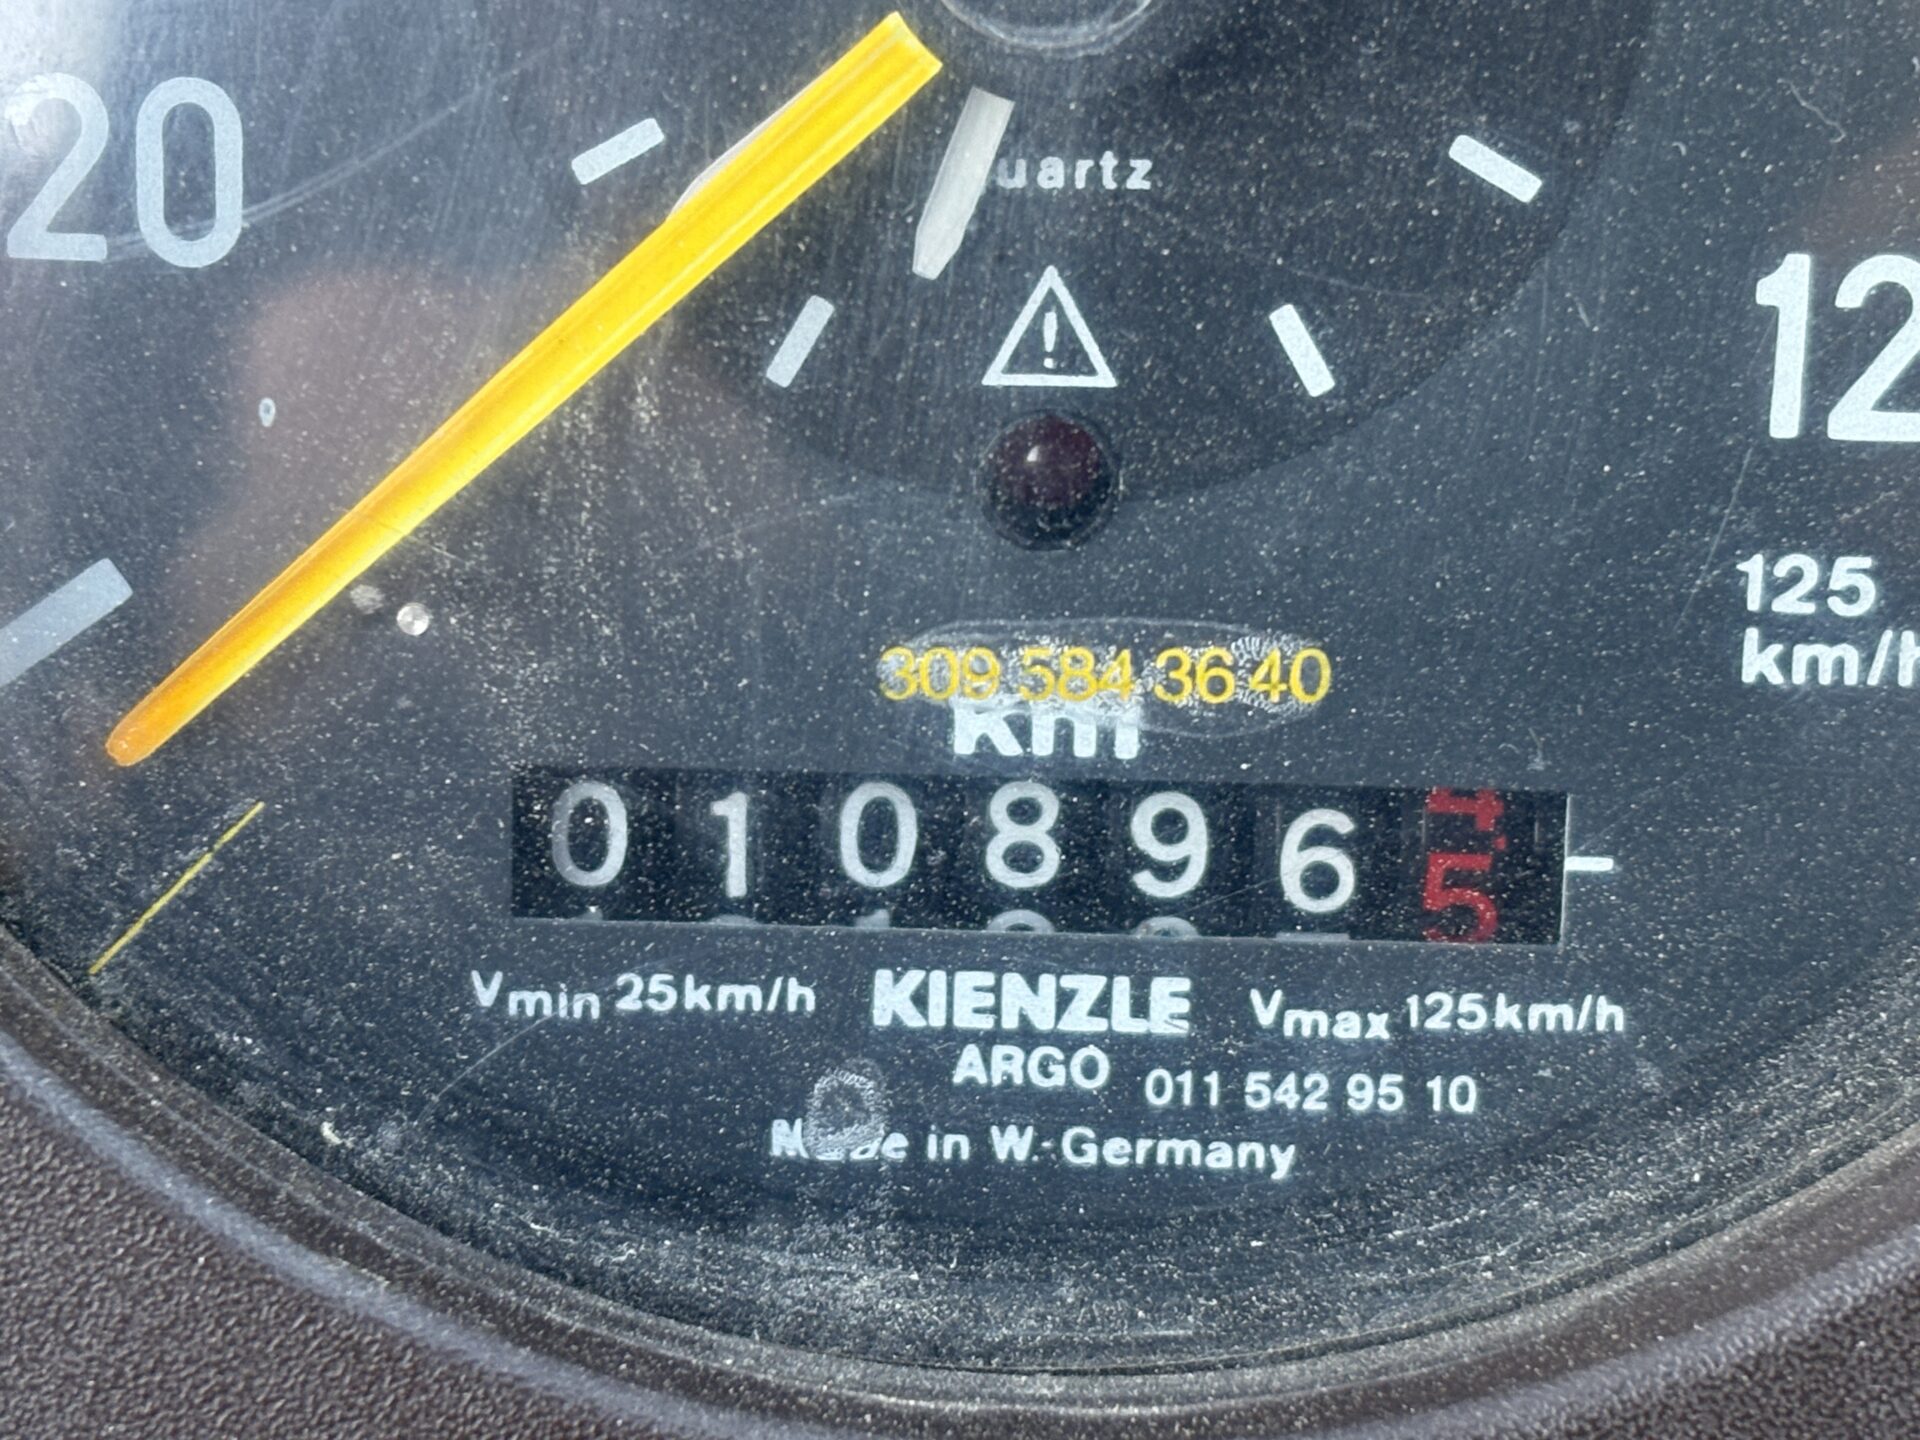 20
uartz
!
12
125
km/h
309 584 36 40
km
0 1 0 8 9 6 5
Vmin 25km/h KIENZLE Vmax 125km/h
ARGO 011 542 95 10
Made in W.-Germany